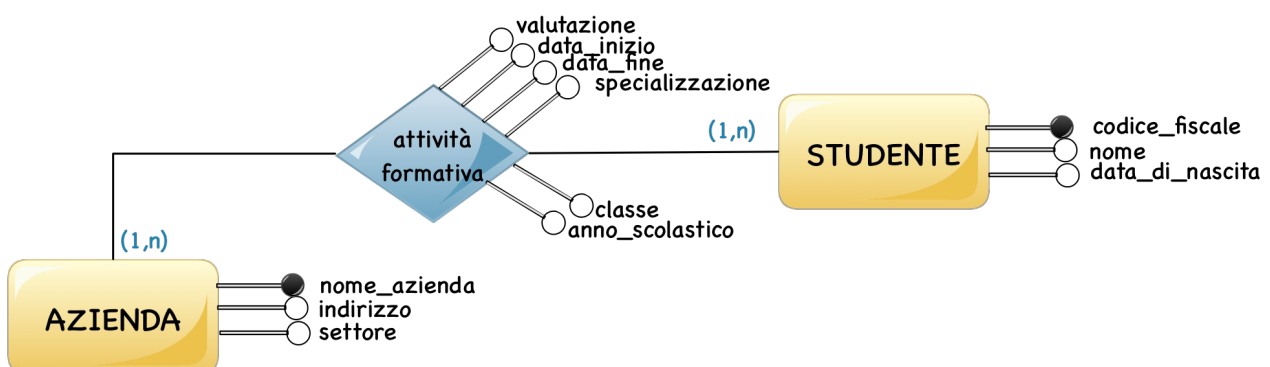 valutazione
data_inizio
data_fine
specializzazione
attività
formativa
(1,n)
STUDENTE
codice_fiscale
nome
data_di_nascita
classe
anno_scolastico
(1,n)
AZIENDA
nome_azienda
indirizzo
settore